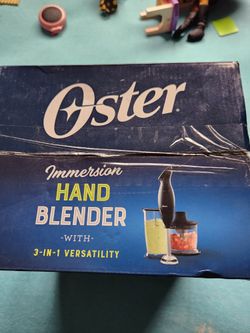 Oster
Immersion
HAND
BLENDER
-WITH-
3-IN-1 VERSATILITY